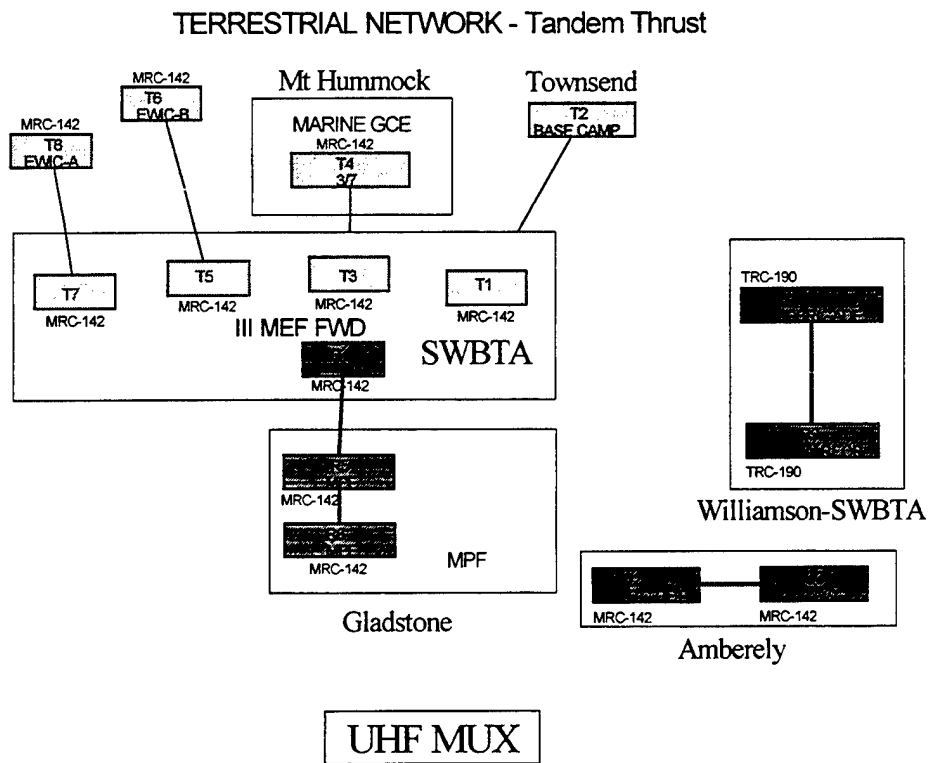 TERRESTRIAL NETWORK - Tandem Thrust
MRC-142
T6
EWIC-B
MRC-142
T8
EWIC-A
Mt Hummock
MARINE GCE
MRC-142
T4
3/7
Townsend
T2
BASE CAMP
T7
MRC-142
T5
MRC-142
T3
MRC-142
T1
MRC-142
III MEF FWD
SWBTA
MRC-142
MRC-142
MRC-142
MPF
Gladstone
TRC-190
TRC-190
Williamson-SWBTA
MRC-142
MRC-142
Amberely
UHF MUX